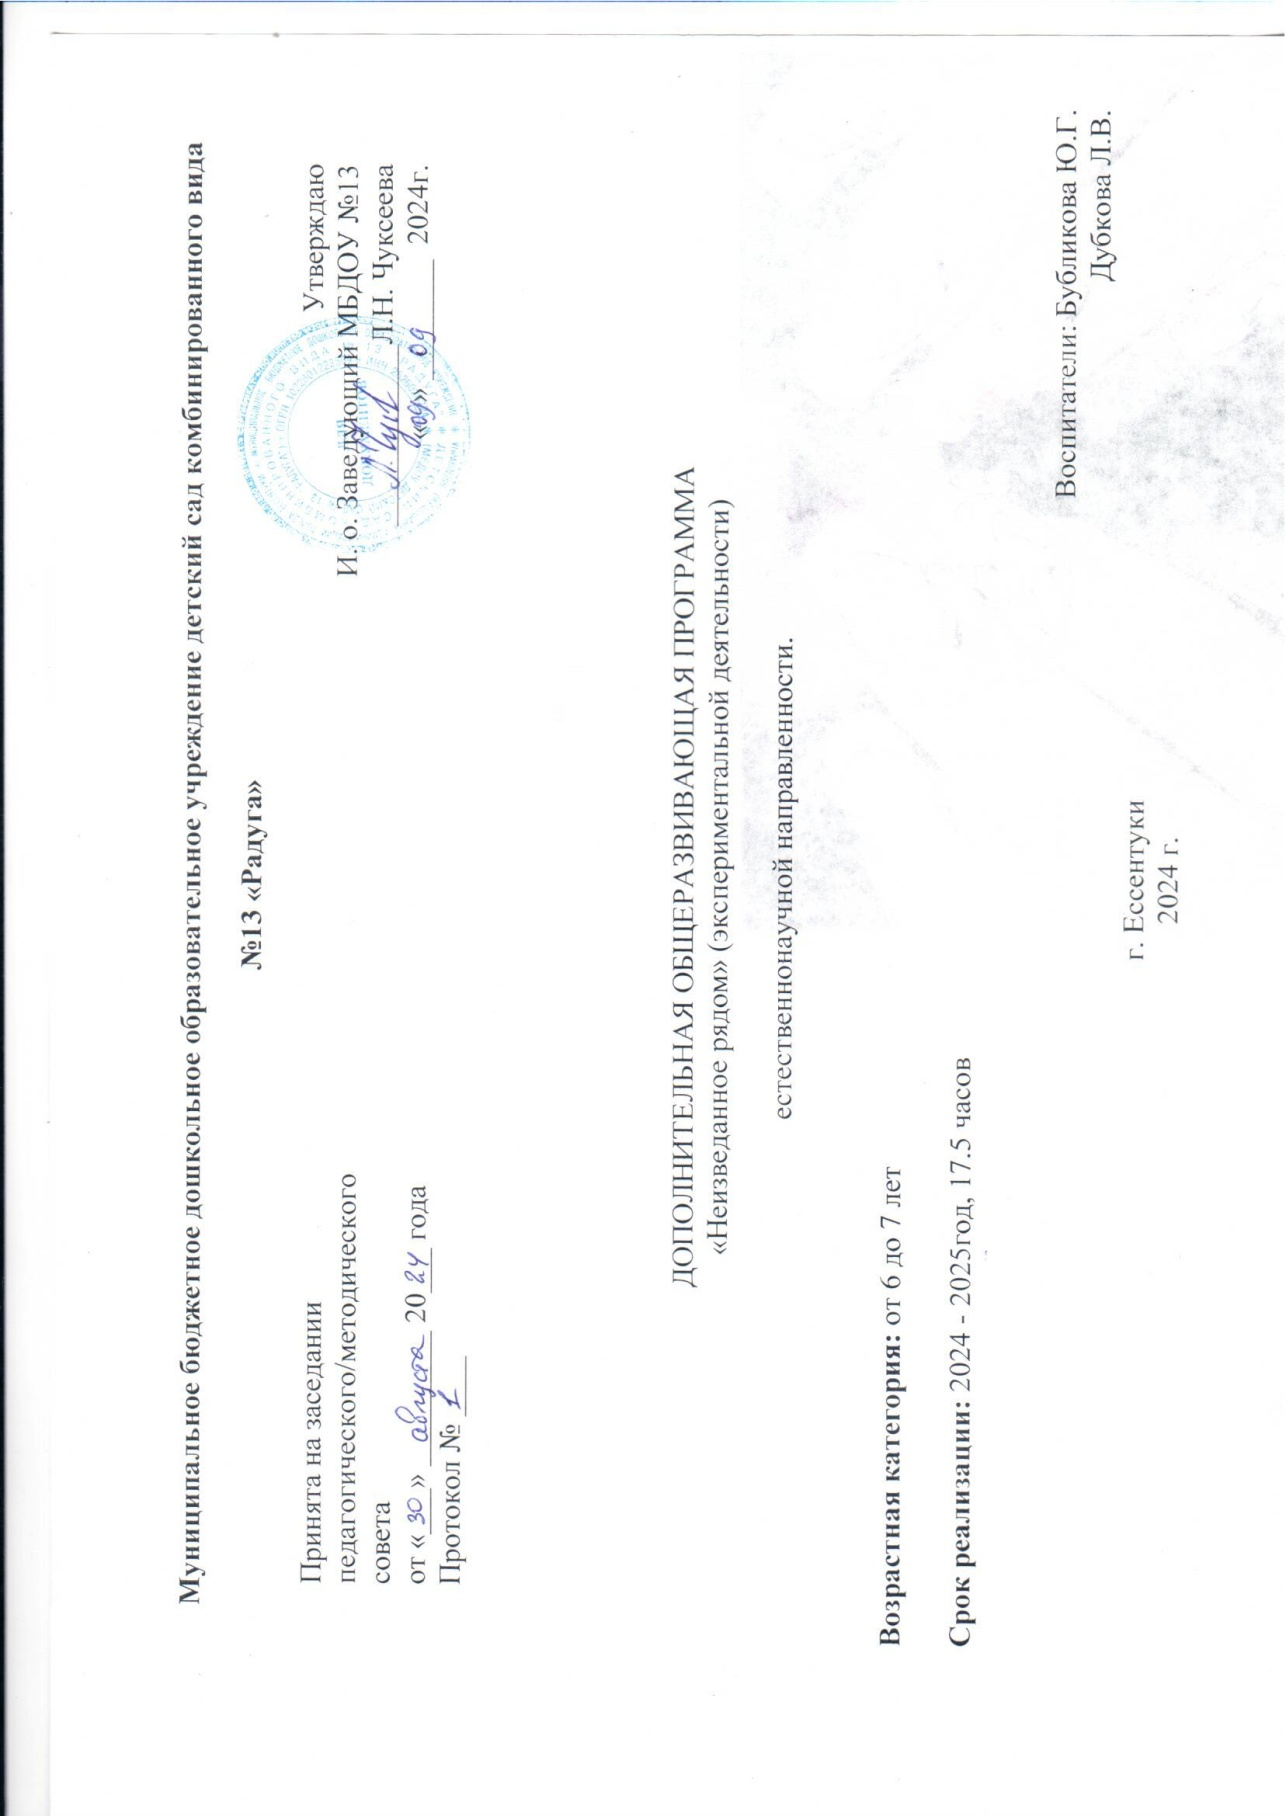 Муниципальное бюджетное дошкольное образовательное учреждение детский сад комбинированного вида
№13 «Радуга»
Принята на заседании
педагогического/методического
совета
от « 30 » августа 20 24 года
Протокол № 1
Утверждаю
И. о. Заведующий МБДОУ №13
Л.Н. Чуксеева
«09» 09 2024г.
ДОПОЛНИТЕЛЬНАЯ ОБЩЕРАЗВИВАЮЩАЯ ПРОГРАММА
«Неизведанное рядом» (экспериментальной деятельности)
естественнонаучной направленности.
Возрастная категория: от 6 до 7 лет
Срок реализации: 2024 - 2025год, 17.5 часов
Воспитатели: Бубликова Ю.Г.
Дубкова Л.В.
г. Ессентуки
2024 г.